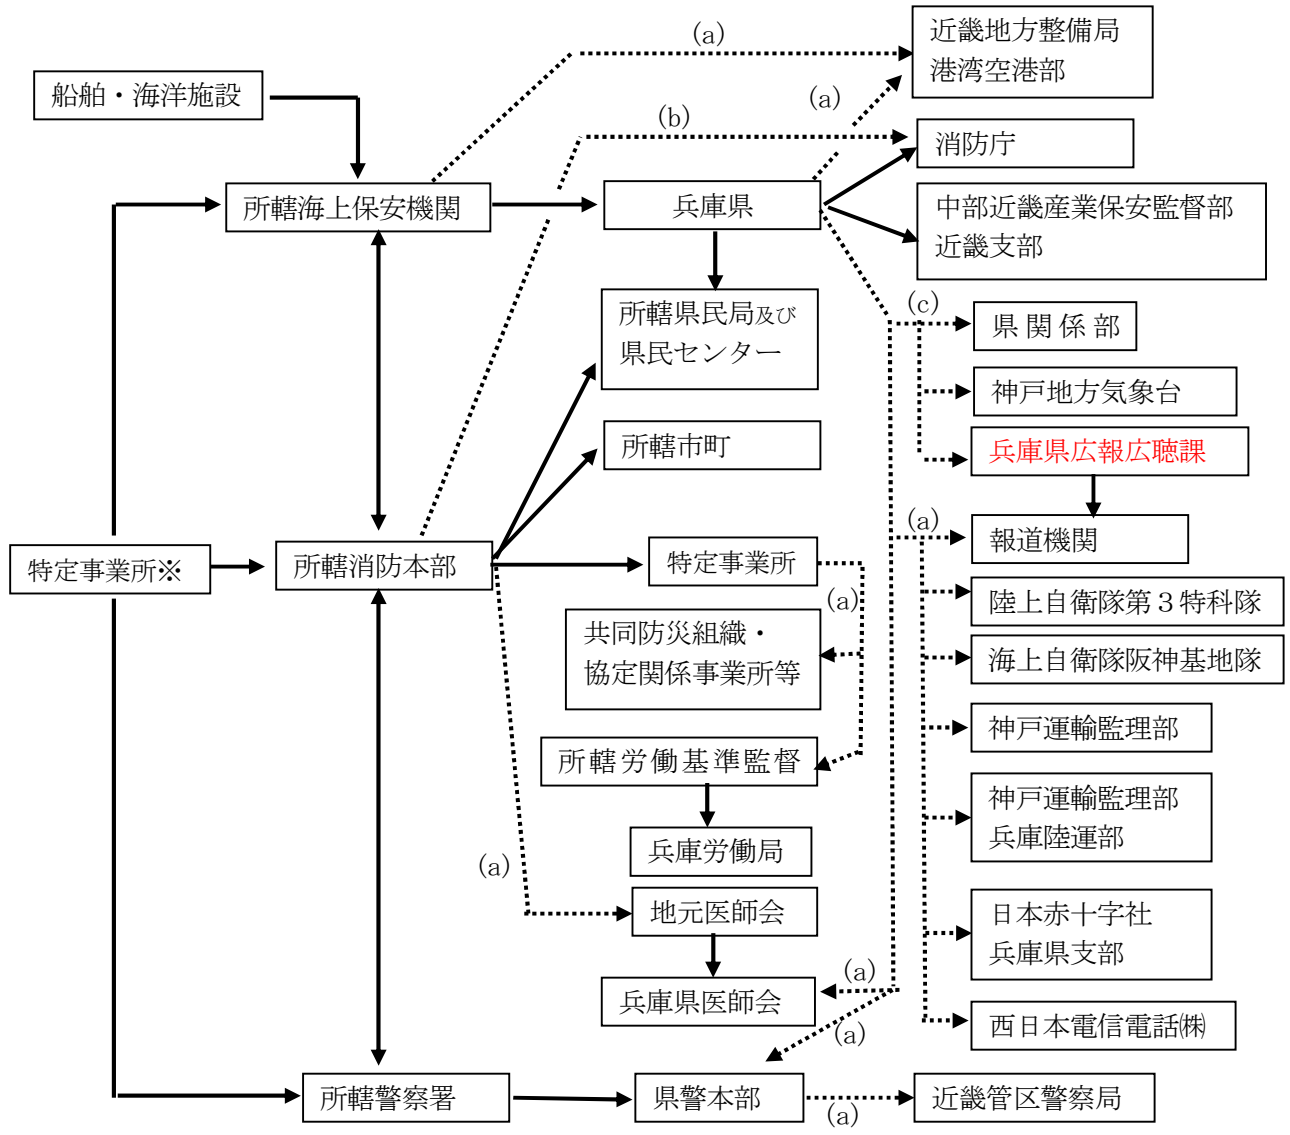 (a)
近畿地方整備局
港湾空港部
船舶・海洋施設
(a)
(b)
消防庁
所轄海上保安機関
兵庫県
中部近畿産業保安監督部
近畿支部
所轄県民局及び
県民センター
(c)
県関係部
神戸地方気象台
所轄市町
兵庫県広報広聴課
(a)
報道機関
特定事業所※
所轄消防本部
特定事業所
(a)
陸上自衛隊第３特科隊
共同防災組織・
協定関係事業所等
海上自衛隊阪神基地隊
神戸運輸監理部
所轄労働基準監督
神戸運輸監理部
兵庫陸運部
兵庫労働局
(a)
地元医師会
日本赤十字社
兵庫県支部
(a)
兵庫県医師会
(a)
西日本電信電話㈱
所轄警察署
県警本部
(a)
近畿管区警察局